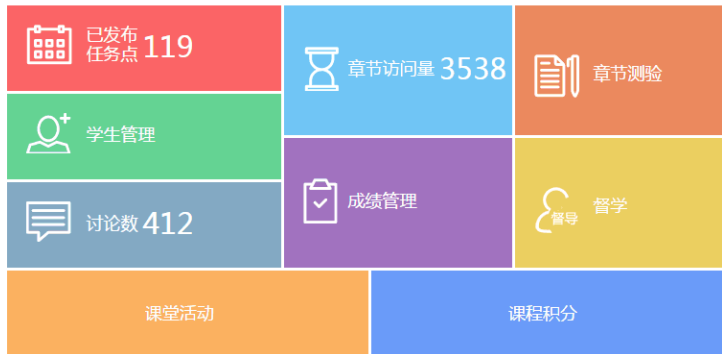 已发布
任务点 119
章节访问量 3538
章节测验
学生管理
讨论数 412
成绩管理
督导
督学
课堂活动
课程积分